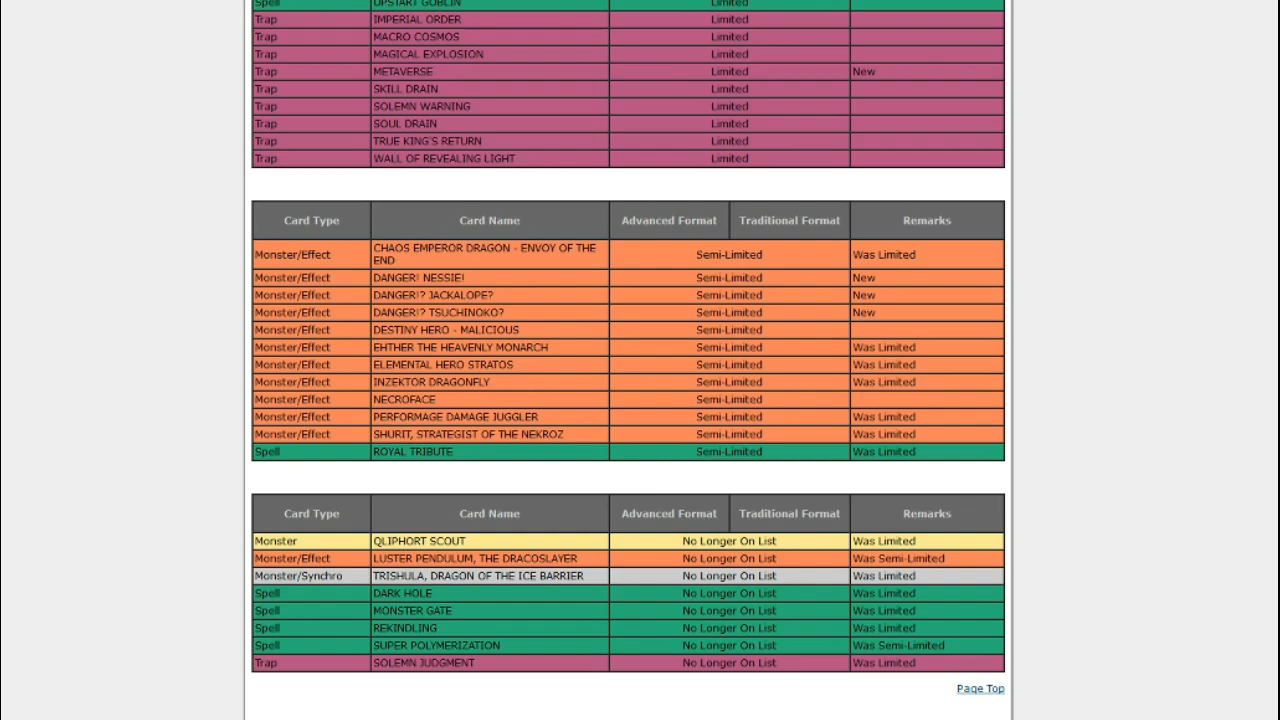 Spell UPSTART GOBLIN Limited
Trap IMPERIAL ORDER Limited
Trap MACRO COSMOS Limited
Trap MAGICAL EXPLOSION Limited
Trap METAVERSE Limited New
Trap SKILL DRAIN Limited
Trap SOLEMN WARNING Limited
Trap SOUL DRAIN Limited
Trap TRUE KING'S RETURN Limited
Trap WALL OF REVEALING LIGHT Limited
Card Type Card Name Advanced Format Traditional Format Remarks
Monster/Effect CHAOS EMPEROR DRAGON - ENVOY OF THE END Semi-Limited Was Limited
Monster/Effect DANGER! NESSIE! Semi-Limited New
Monster/Effect DANGER!? JACKALOPE? Semi-Limited New
Monster/Effect DANGER!? TSUCHINOKO? Semi-Limited New
Monster/Effect DESTINY HERO - MALICIOUS Semi-Limited
Monster/Effect EHTHER THE HEAVENLY MONARCH Semi-Limited Was Limited
Monster/Effect ELEMENTAL HERO STRATOS Semi-Limited Was Limited
Monster/Effect INZEKTOR DRAGONFLY Semi-Limited Was Limited
Monster/Effect NECROFACE Semi-Limited
Monster/Effect PERFORMAGE DAMAGE JUGGLER Semi-Limited Was Limited
Monster/Effect SHURIT, STRATEGIST OF THE NEKROZ Semi-Limited Was Limited
Spell ROYAL TRIBUTE Semi-Limited Was Limited
Card Type Card Name Advanced Format Traditional Format Remarks
Monster QLIPHORT SCOUT No Longer On List Was Limited
Monster/Effect LUSTER PENDULUM, THE DRACOSLAYER No Longer On List Was Semi-Limited
Monster/Synchro TRISHULA, DRAGON OF THE ICE BARRIER No Longer On List Was Limited
Spell DARK HOLE No Longer On List Was Limited
Spell MONSTER GATE No Longer On List Was Limited
Spell REKINDLING No Longer On List Was Limited
Spell SUPER POLYMERIZATION No Longer On List Was Semi-Limited
Trap SOLEMN JUDGMENT No Longer On List Was Limited
Page Top